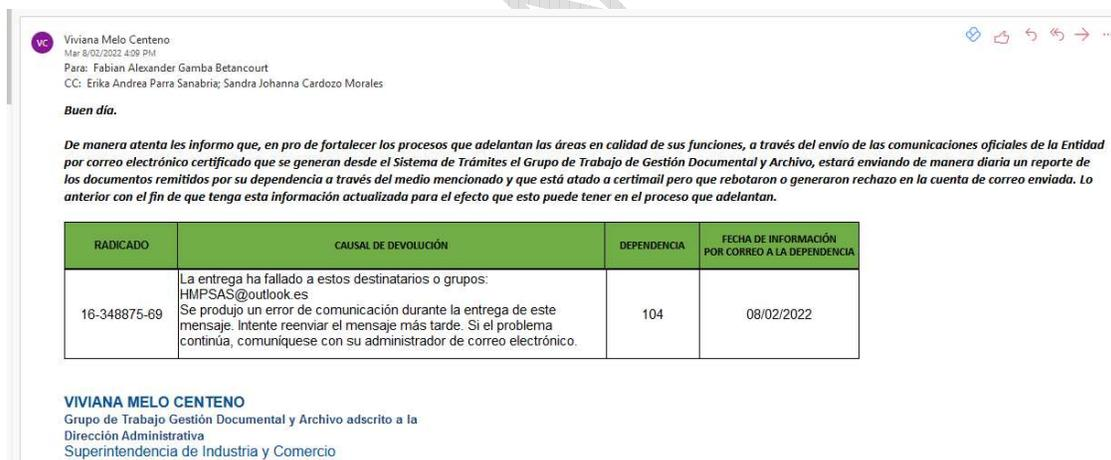 VC
Viviana Melo Centeno
Mar 8/02/2022 4:09 PM
Para: Fabian Alexander Gamba Betancourt
CC: Erika Andrea Parra Sanabria; Sandra Johanna Cardozo Morales
Buen día.
De manera atenta les informo que, en pro de fortalecer los procesos que adelantan las áreas en calidad de sus funciones, a través del envío de las comunicaciones oficiales de la Entidad
por correo electrónico certificado que se generan desde el Sistema de Trámites el Grupo de Trabajo de Gestión Documental y Archivo, estará enviando de manera diaria un reporte de
los documentos remitidos por su dependencia a través del medio mencionado y que está atado a certimail pero que rebotaron o generaron rechazo en la cuenta de correo enviada. Lo
anterior con el fin de que tenga esta información actualizada para el efecto que esto puede tener en el proceso que adelantan.
RADICADO
CAUSAL DE DEVOLUCIÓN
DEPENDENCIA
FECHA DE INFORMACIÓN
POR CORREO A LA DEPENDENCIA
16-348875-69
La entrega ha fallado a estos destinatarios o grupos:
HMPSAS@outlook.es
Se produjo un error de comunicación durante la entrega de este
mensaje. Intente reenviar el mensaje más tarde. Si el problema
continúa, comuníquese con su administrador de correo electrónico.
104
08/02/2022
VIVIANA MELO CENTENO
Grupo de Trabajo Gestión Documental y Archivo adscrito a la
Dirección Administrativa
Superintendencia de Industria y Comercio